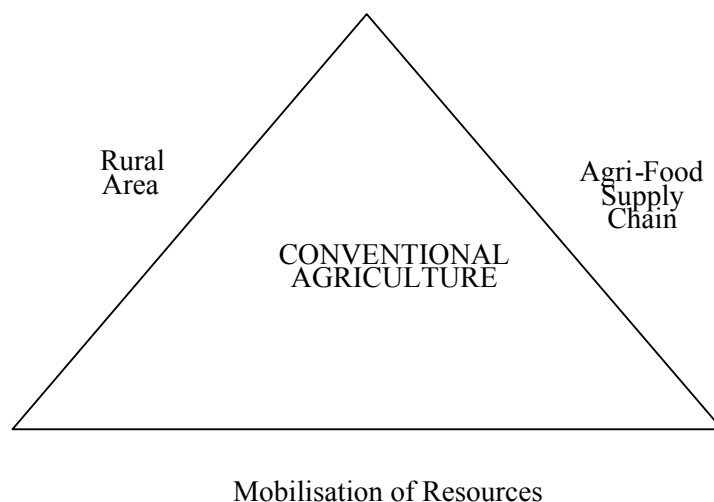 Rural
Area
Agri-Food
Supply
Chain
CONVENTIONAL
AGRICULTURE
Mobilisation of Resources